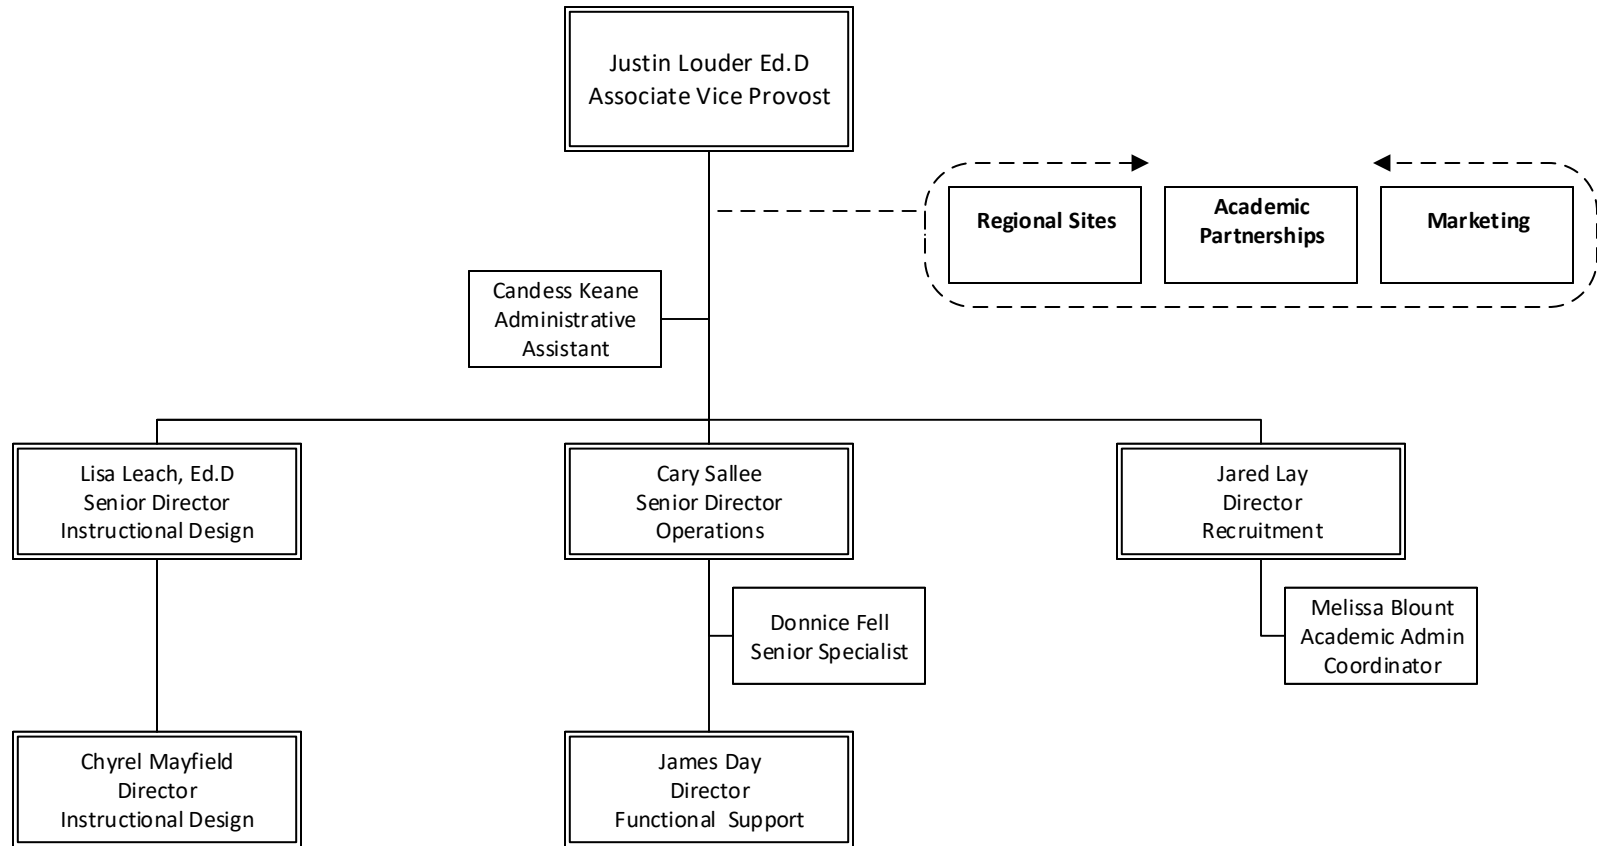 Justin Louder Ed.D
Associate Vice Provost
Regional Sites
Academic
Partnerships
Marketing
Candess Keane
Administrative
Assistant
Lisa Leach, Ed.D
Senior Director
Instructional Design
Cary Sallee
Senior Director
Operations
Jared Lay
Director
Recruitment
Donnice Fell
Senior Specialist
Melissa Blount
Academic Admin
Coordinator
Chyrel Mayfield
Director
Instructional Design
James Day
Director
Functional Support